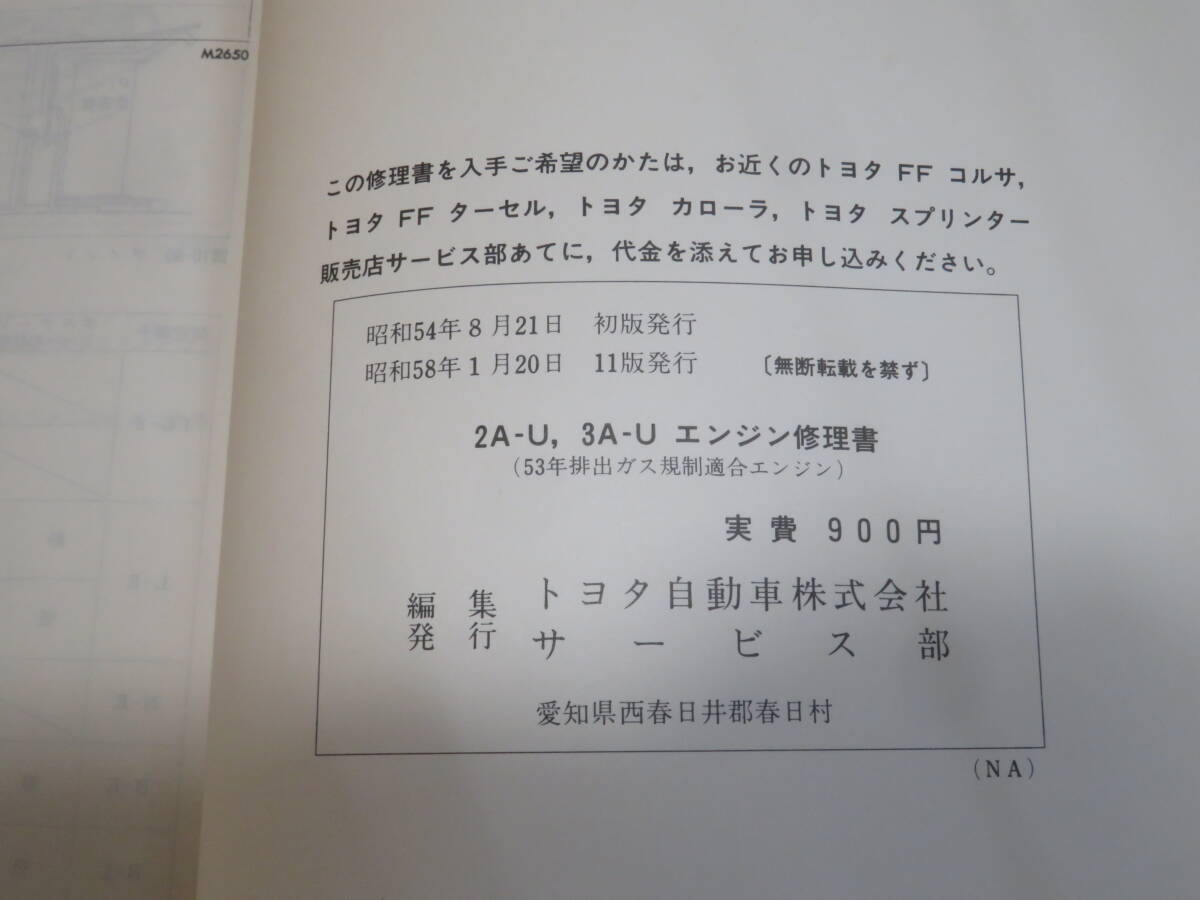 M2650
この修理書を入手ご希望のかたは，お近くのトヨタ FF コルサ，
トヨタ FF ターセル，トヨタ カローラ，トヨタ スプリンター
販売店サービス部あてに，代金を添えてお申し込みください。
昭和54年8月21日 初版発行
昭和58年1月20日 11版発行 〔無断転載を禁ず〕
2A-U，3A-U エンジン修理書
(53年排出ガス規制適合エンジン)
実費 900円
編集 トヨタ自動車株式会社
発行 サービス部
愛知県西春日井郡春日村
(NA)